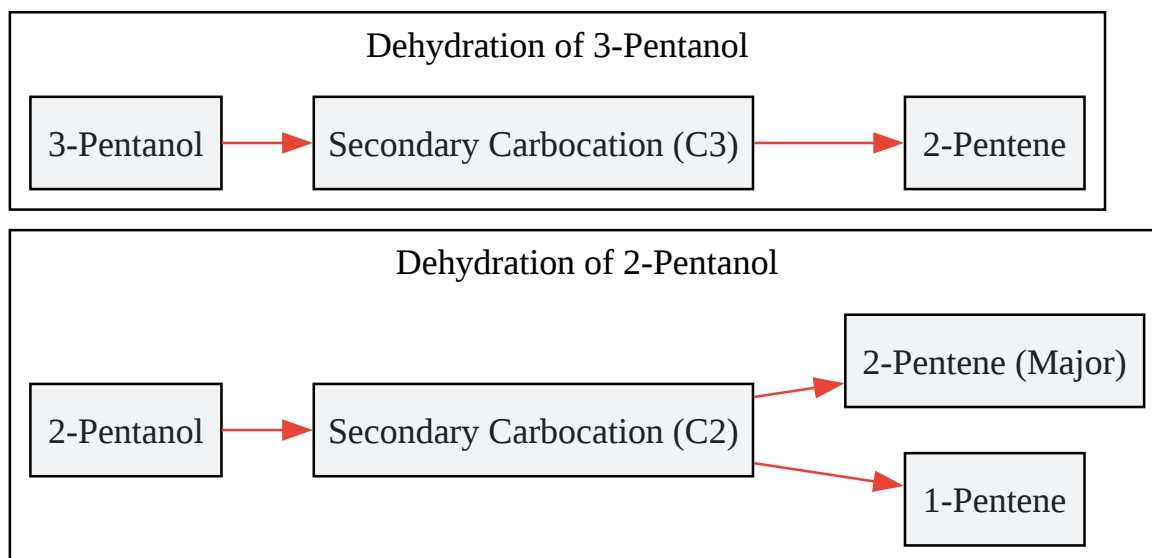 Dehydration of 3-Pentanol
3-Pentanol
Secondary Carbocation (C3)
2-Pentene
Dehydration of 2-Pentanol
2-Pentene (Major)
2-Pentanol
Secondary Carbocation (C2)
1-Pentene